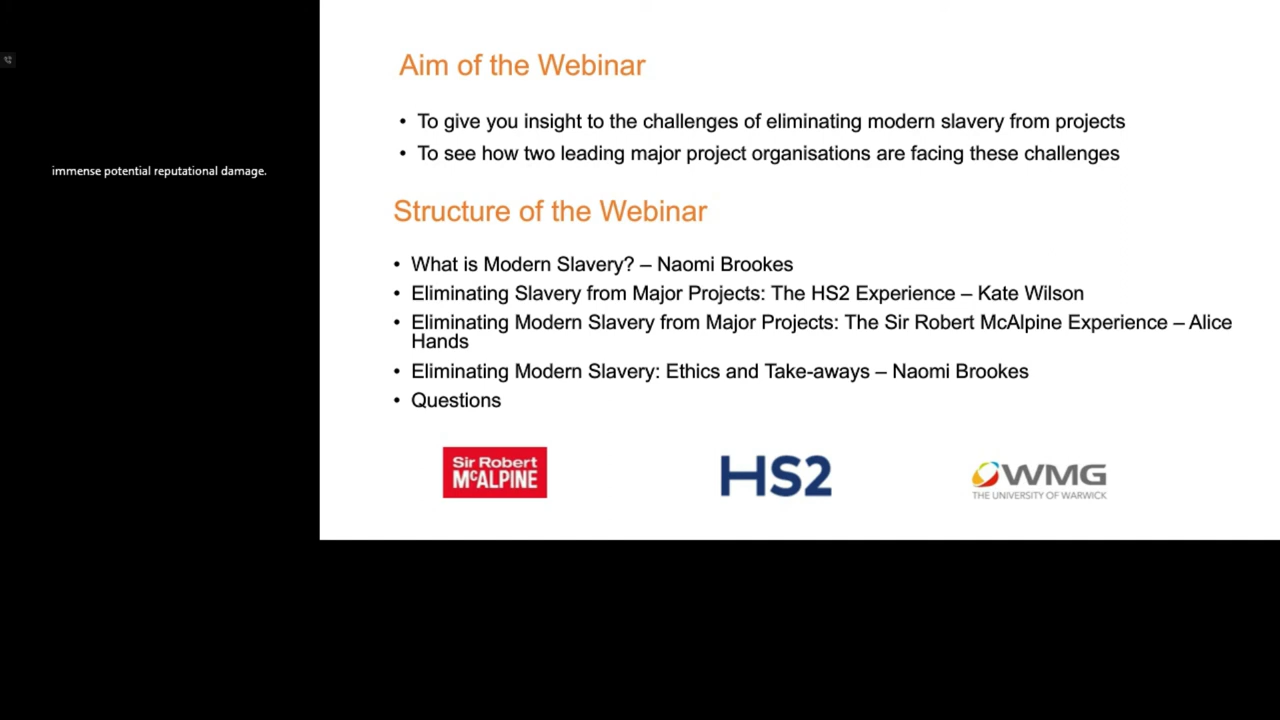 immense potential reputational damage.
Aim of the Webinar
• To give you insight to the challenges of eliminating modern slavery from projects
• To see how two leading major project organisations are facing these challenges
Structure of the Webinar
• What is Modern Slavery? – Naomi Brookes
• Eliminating Slavery from Major Projects: The HS2 Experience – Kate Wilson
• Eliminating Modern Slavery from Major Projects: The Sir Robert McAlpine Experience – Alice
Hands
• Eliminating Modern Slavery: Ethics and Take-aways – Naomi Brookes
• Questions
Sir Robert
McALPINE
HS2
WMG
THE UNIVERSITY OF WARWICK